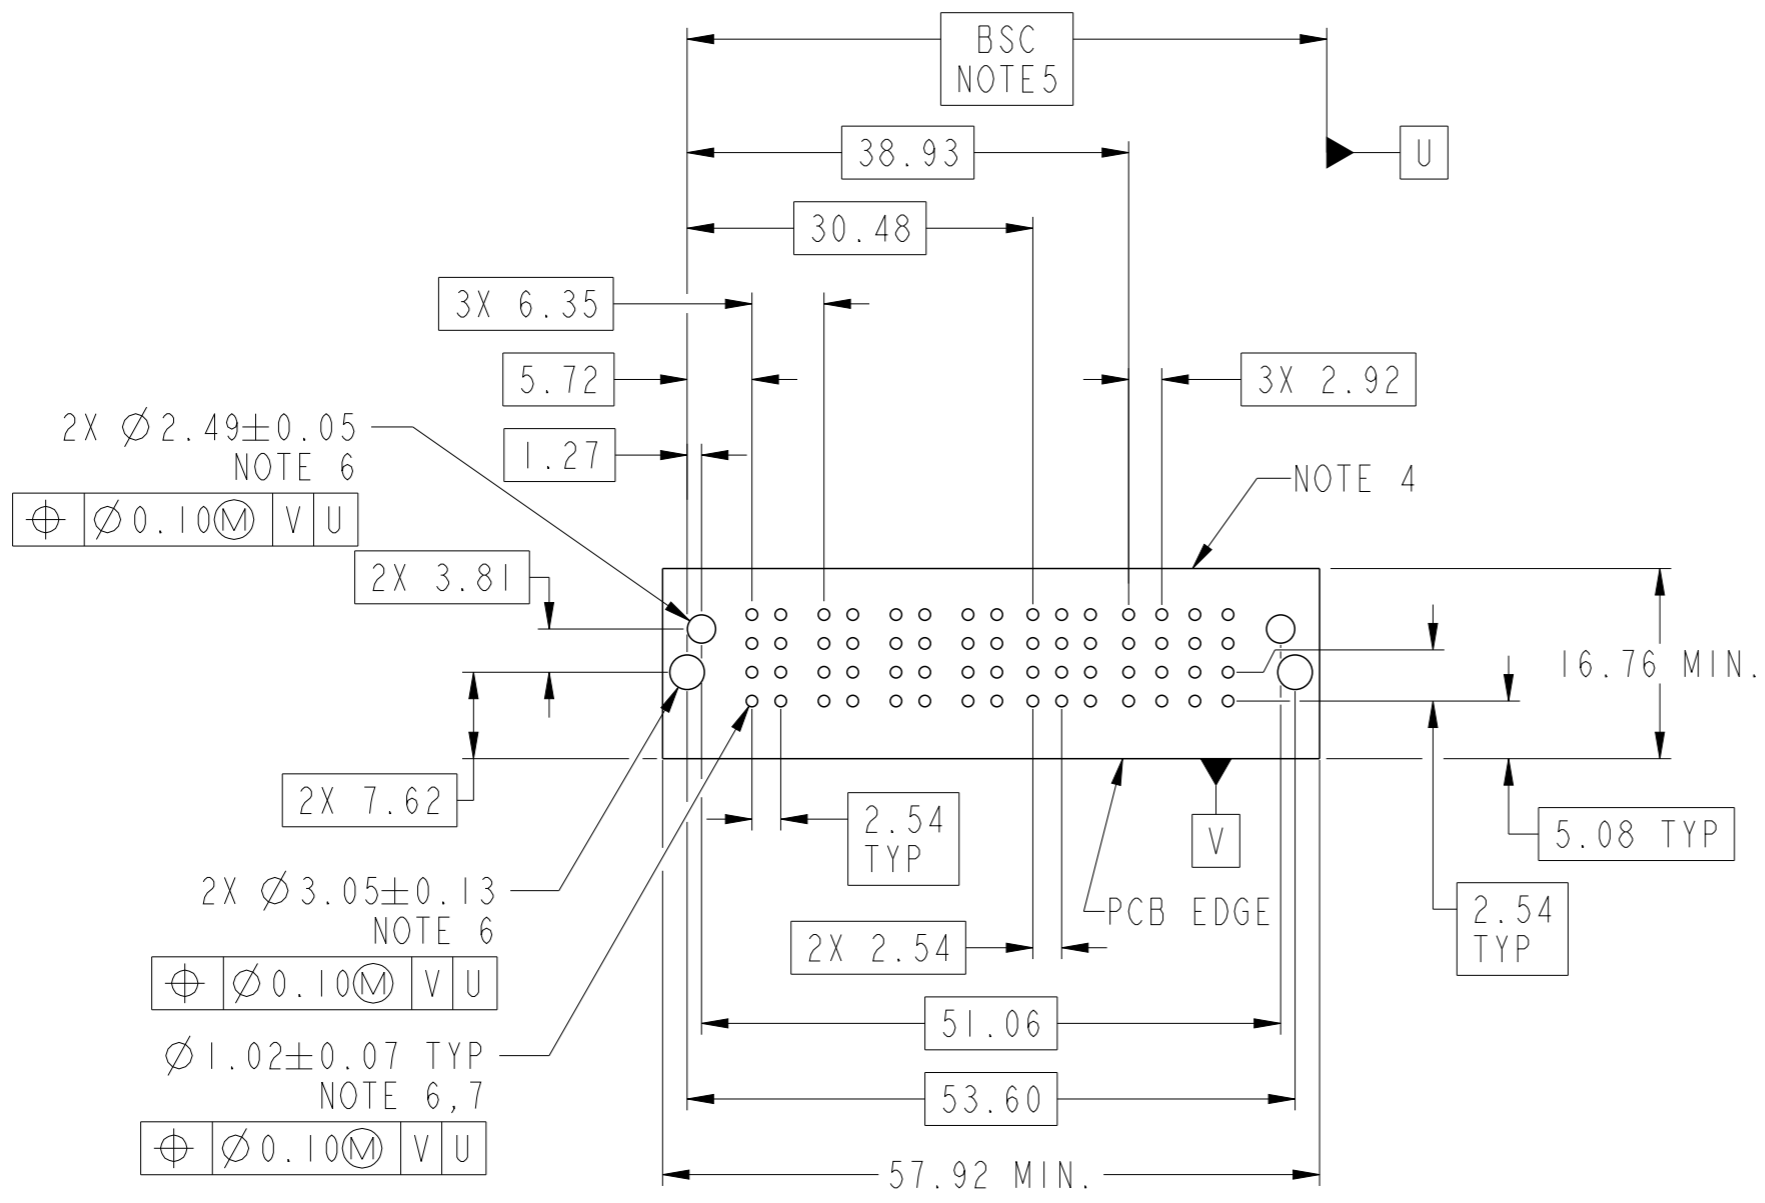 BSC
NOTE5
38.93
U
30.48
3X 6.35
5.72
3X 2.92
2X ⌀2.49±0.05
NOTE 6
1.27
NOTE 4
⌖ ⌀0.10Ⓜ V U
2X 3.81
16.76 MIN.
2X 7.62
2.54
TYP
V
5.08 TYP
2X ⌀3.05±0.13
NOTE 6
PCB EDGE
2.54
TYP
2X 2.54
⌖ ⌀0.10Ⓜ V U
51.06
⌀1.02±0.07 TYP
NOTE 6,7
53.60
⌖ ⌀0.10Ⓜ V U
57.92 MIN.